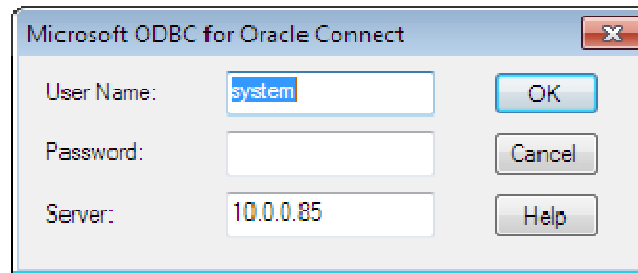 Microsoft ODBC for Oracle Connect
User Name: system OK
Password: Cancel
Server: 10.0.0.85 Help